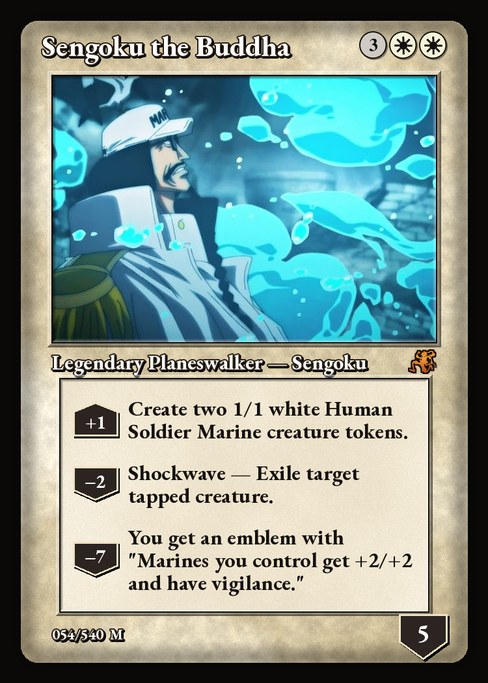 Sengoku the Buddha 3
MAR
Legendary Planeswalker — Sengoku
+1 Create two 1/1 white Human
Soldier Marine creature tokens.
−2 Shockwave — Exile target
tapped creature.
−7 You get an emblem with
"Marines you control get +2/+2
and have vigilance."
054/540 M
5